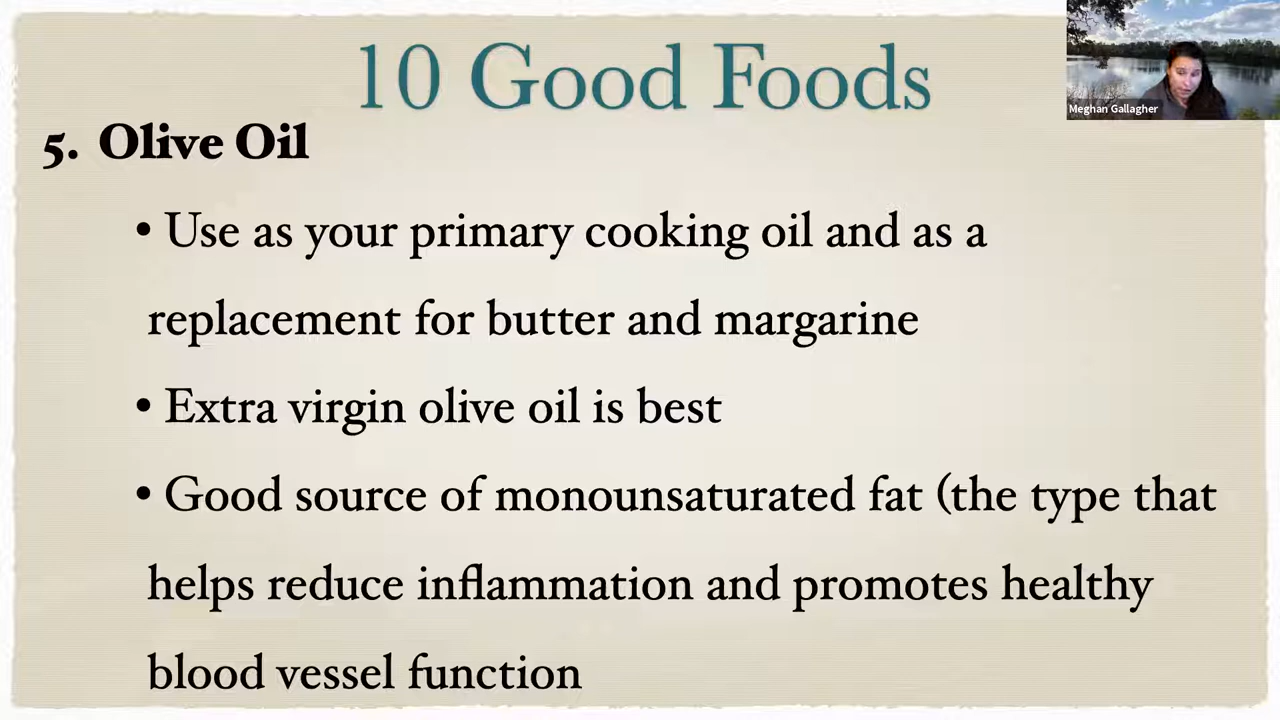 10 Good Foods
Meghan Gallagher
5. Olive Oil
• Use as your primary cooking oil and as a
replacement for butter and margarine
• Extra virgin olive oil is best
• Good source of monounsaturated fat (the type that
helps reduce inflammation and promotes healthy
blood vessel function